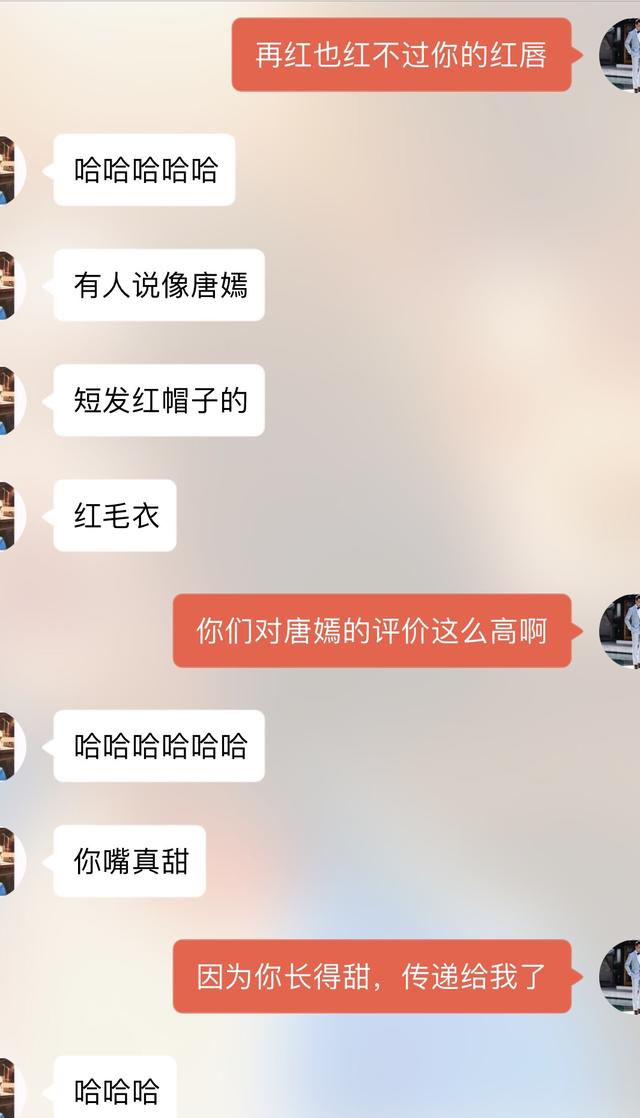 再红也红不过你的红唇
哈哈哈哈哈
有人说像唐嫣
短发红帽子的
红毛衣
你们对唐嫣的评价这么高啊
哈哈哈哈哈哈
你嘴真甜
因为你长得甜，传递给我了
哈哈哈